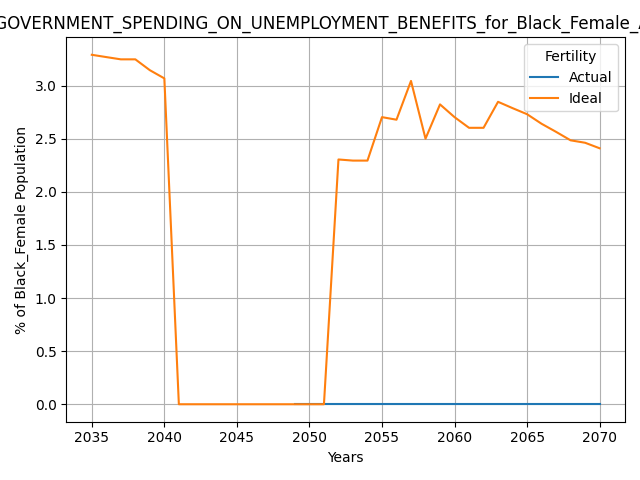 GOVERNMENT_SPENDING_ON_UNEMPLOYMENT_BENEFITS_for_Black_Female_
Fertility
Actual
Ideal
% of Black_Female Population
3.0
2.5
2.0
1.5
1.0
0.5
0.0
2035 2040 2045 2050 2055 2060 2065 2070
Years